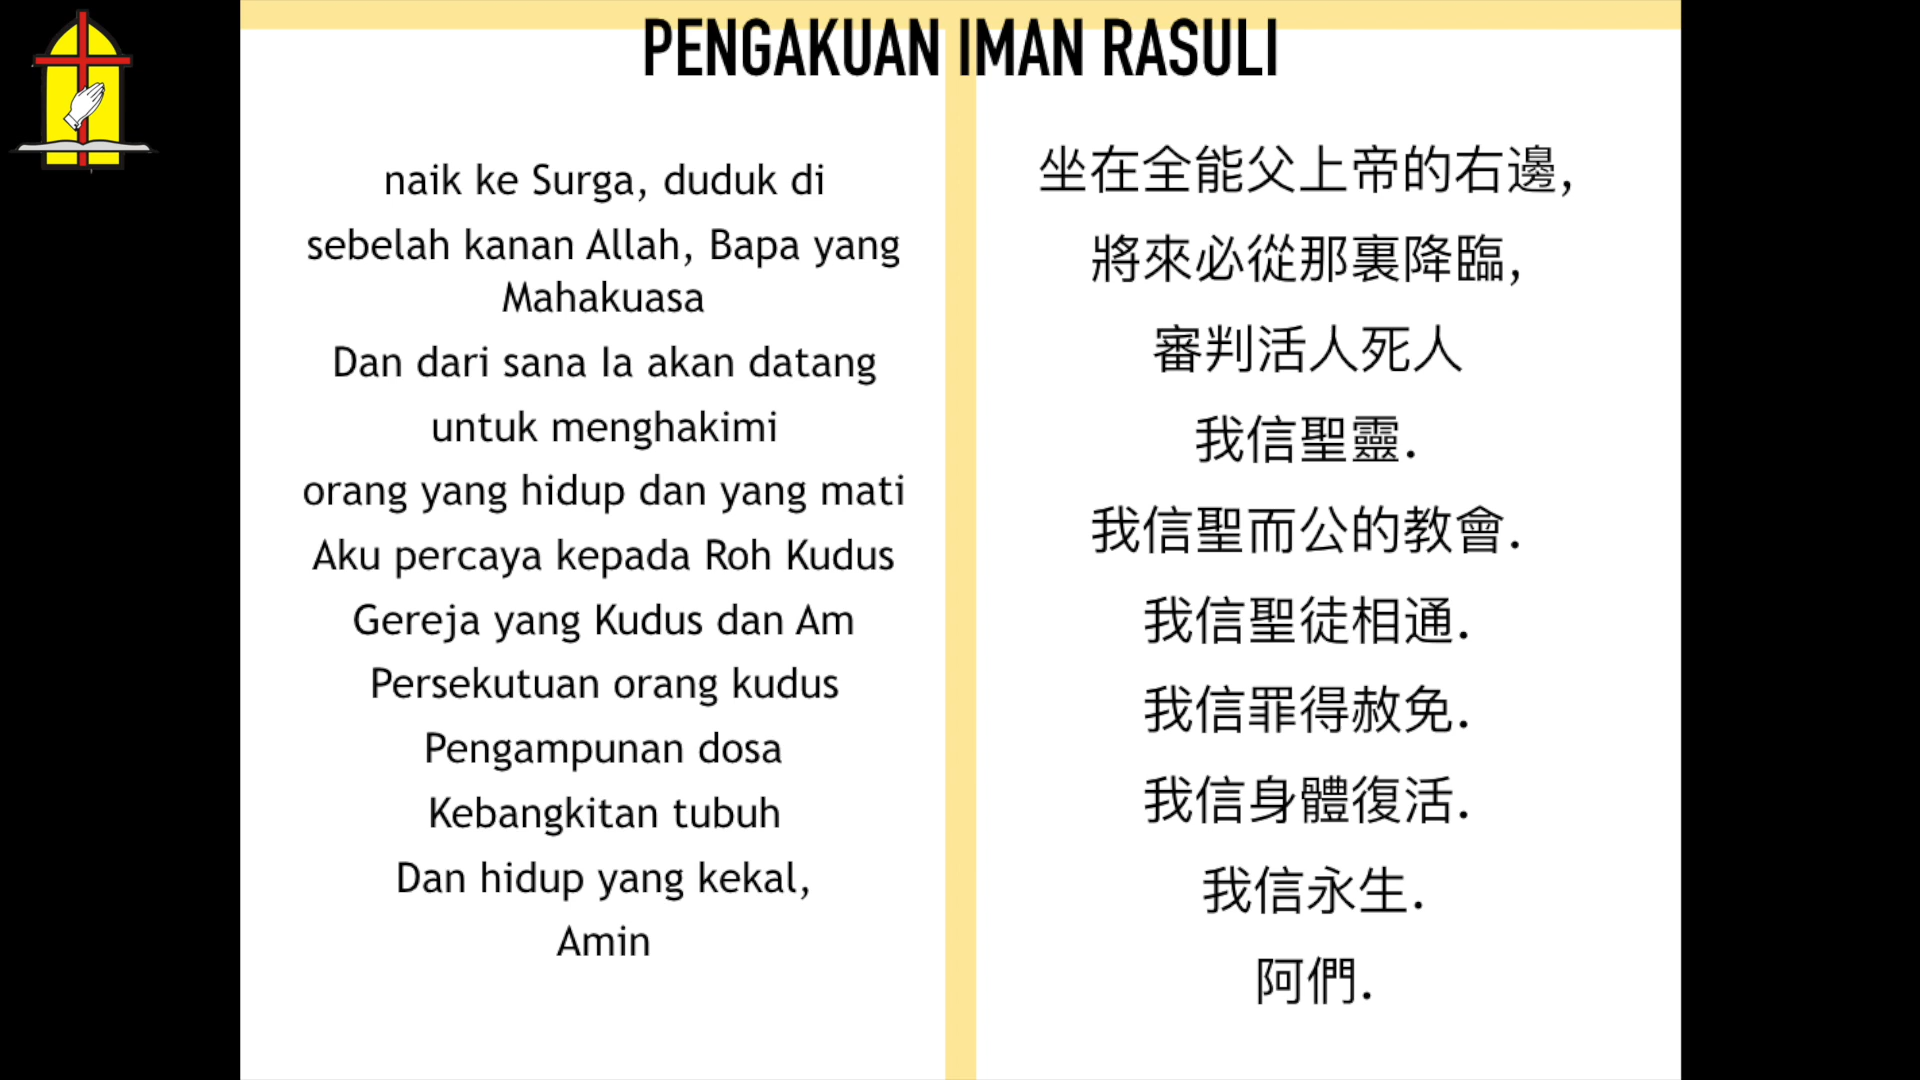 PENGAKUAN IMAN RASULI
naik ke Surga, duduk di
sebelah kanan Allah, Bapa yang
Mahakuasa
Dan dari sana Ia akan datang
untuk menghakimi
orang yang hidup dan yang mati
Aku percaya kepada Roh Kudus
Gereja yang Kudus dan Am
Persekutuan orang kudus
Pengampunan dosa
Kebangkitan tubuh
Dan hidup yang kekal,
Amin
坐在全能父上帝的右邊,
將來必從那裏降臨,
審判活人死人
我信聖靈.
我信聖而公的教會.
我信聖徒相通.
我信罪得赦免.
我信身體復活.
我信永生.
阿們.